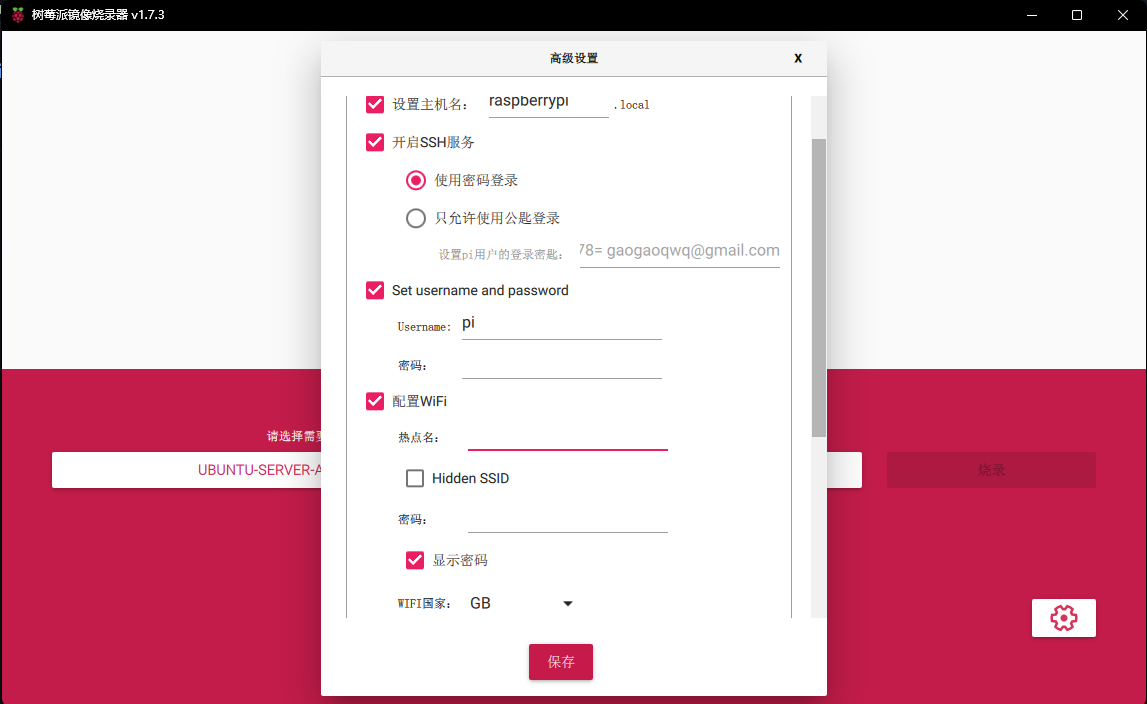 树莓派镜像烧录器 v1.7.3
高级设置
X
设置主机名： raspberrypi .local
开启SSH服务
使用密码登录
只允许使用公匙登录
设置pi用户的登录密匙： 78= gaogaoqwq@gmail.com
Set username and password
Username: pi
密码：
配置WiFi
请选择需
热点名：
UBUNTU-SERVER-A
烧录
Hidden SSID
密码：
显示密码
WIFI国家： GB
保存